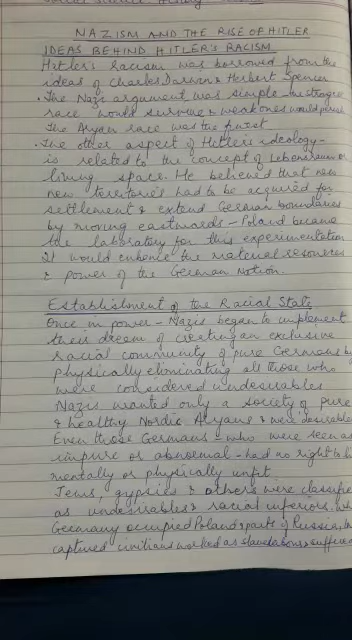 Social Science: History
NAZISM AND THE RISE OF HITLER
IDEAS BEHIND HITLER'S RACISM
Hitler's racism was borrowed from the
ideas of Charles Darwin & Herbert Spencer
• The Nazi argument was simple - the strongest
race would survive & weak ones would perish
The Aryan race was the finest
• The other aspect of Hitler's ideology -
is related to the concept of Lebensraum or
living space. He believed that new
new territories had to be acquired for
settlement & extend German boundaries
by moving eastwards - Poland became
the laboratory for this experimentation
It would enhance the material resources
& power of the German nation.
Establishment of the Racial State
Once in power - Nazis began to implement
their dream of creating an exclusive
racial community of pure Germans by
physically eliminating all those who
were considered undesirables
Nazis wanted only a society of pure
& healthy Nordic Aryans & were desirable
Even those Germans who were seen as
impure or abnormal - had no right to
mentally or physically unfit.
Jews, gypsies & others were classified
as undesirables & racial inferiors.
Germany occupied Poland & parts of Russia,
captured civilians worked as slave labour & suffered